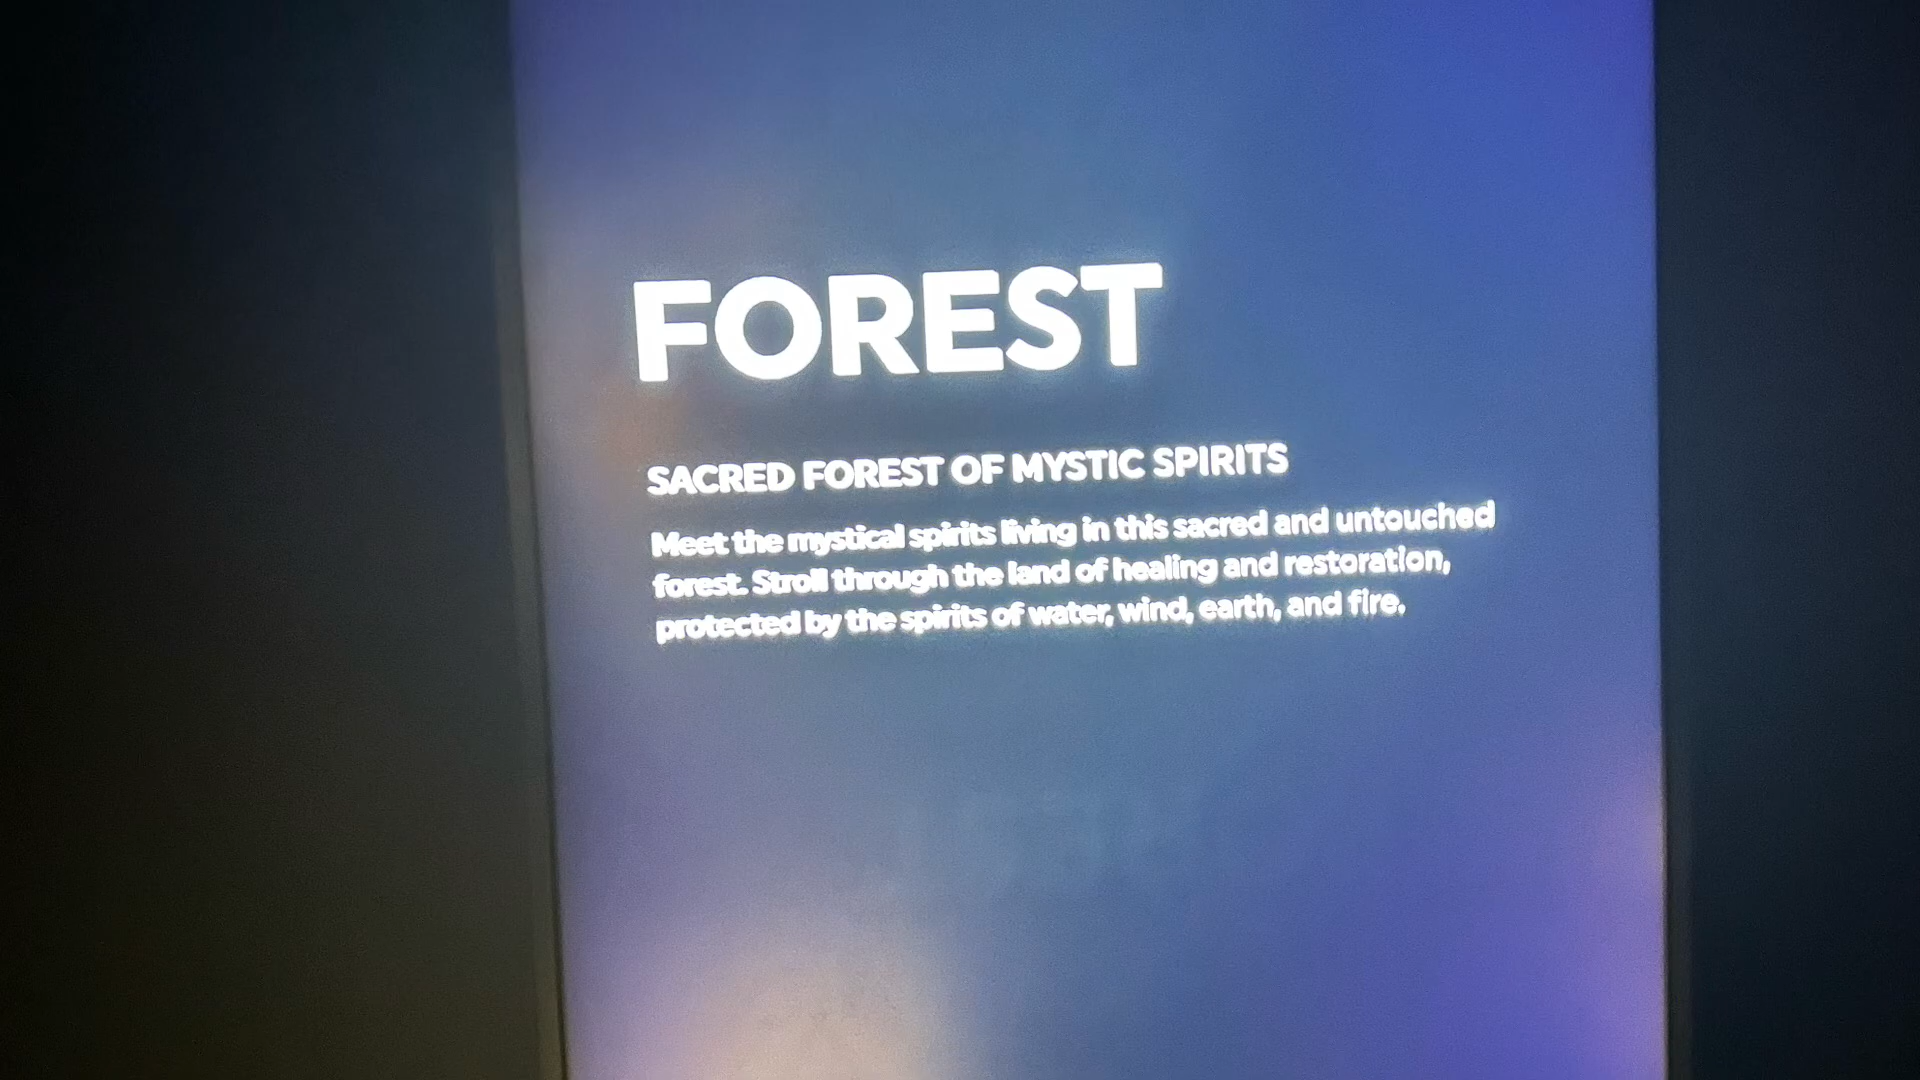 FOREST
SACRED FOREST OF MYSTIC SPIRITS
Meet the mystical spirits living in this sacred and untouched
forest. Stroll through the land of healing and restoration,
protected by the spirits of water, wind, earth, and fire.